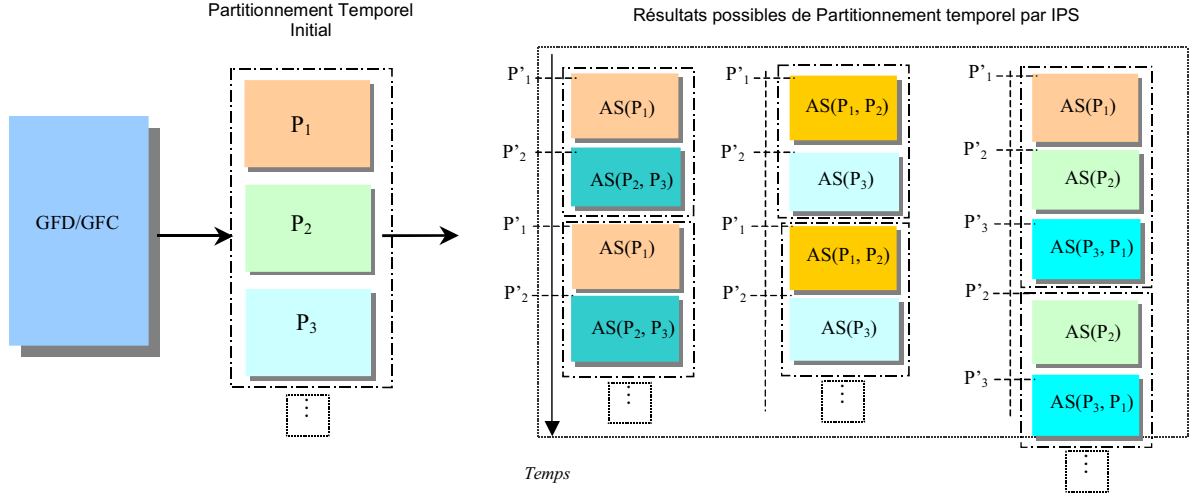 Partitionnement Temporel
Initial
Résultats possibles de Partitionnement temporel par IPS
GFD/GFC
P1
P2
P3
⋮
P'1
AS(P1)
P'2
AS(P2, P3)
P'1
AS(P1)
P'2
AS(P2, P3)
⋮
P'1
AS(P1, P2)
P'2
AS(P3)
P'1
AS(P1, P2)
P'2
AS(P3)
⋮
P'1
AS(P1)
P'2
AS(P2)
P'3
AS(P3, P1)
P'2
AS(P2)
P'3
AS(P3, P1)
⋮
Temps